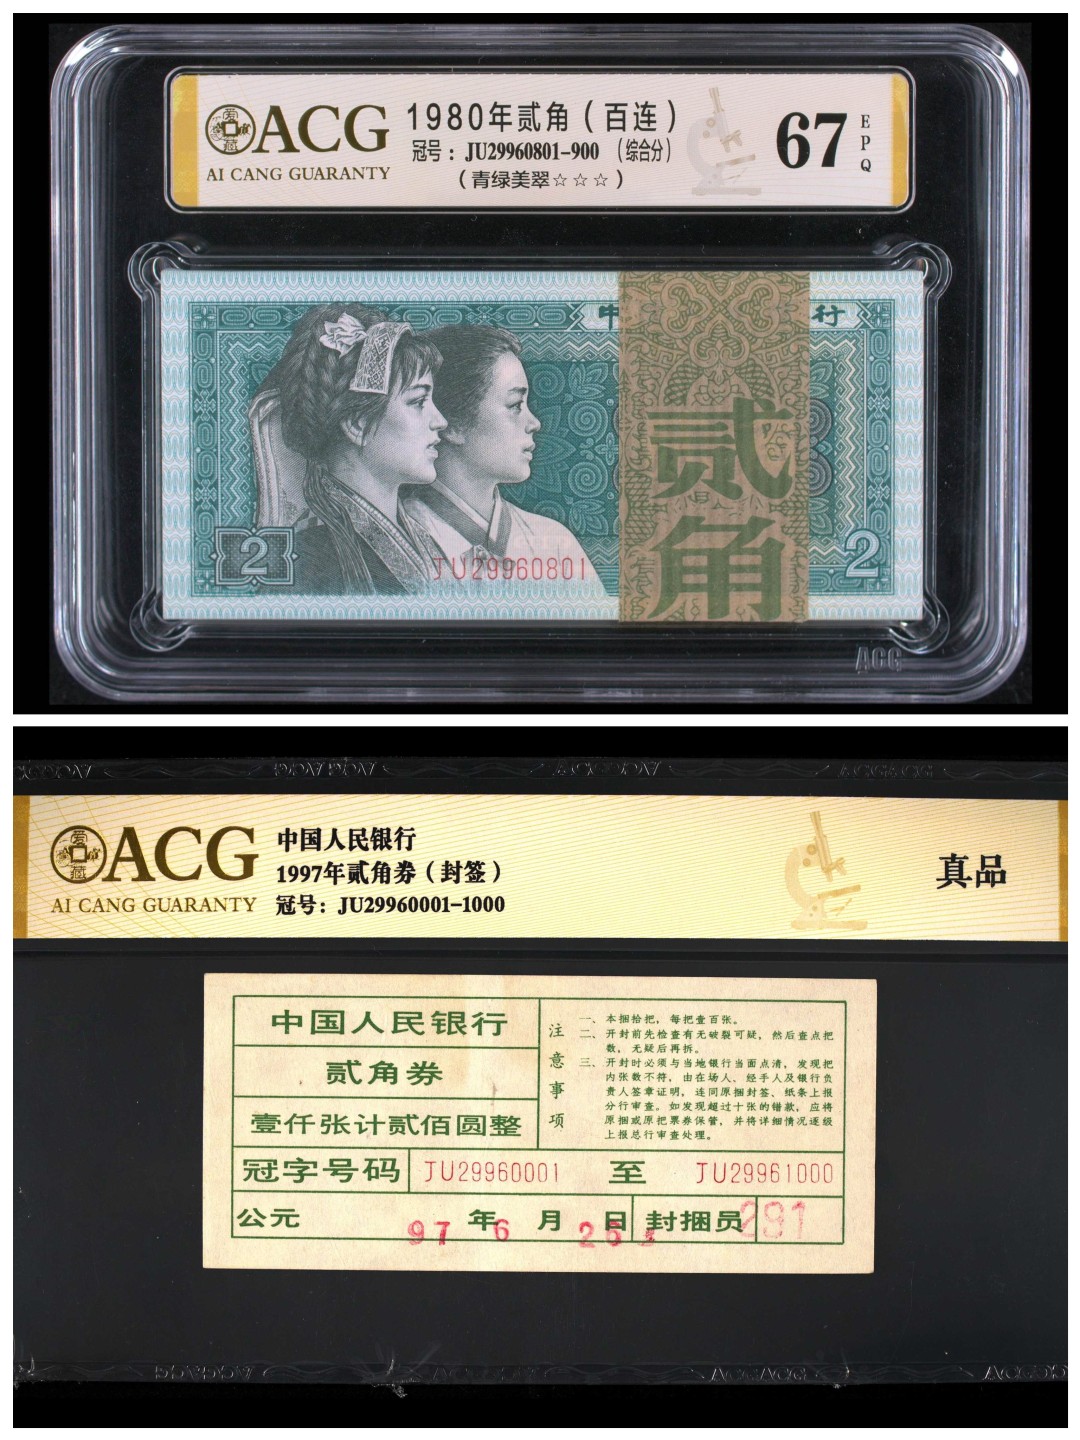 ACG
AI CANG GUARANTY
1980年贰角（百连）
冠号：JU29960801-900 （综合分）
（青绿美翠☆☆☆）
67
EPQ
中
行
贰角
2
JU29960801
2
ACG
ACG
AI CANG GUARANTY
中国人民银行
1997年贰角券（封签）
冠号：JU29960001-1000
真品
中国人民银行
贰角券
壹仟张计贰佰圆整
注意事项
一、本捆拾把，每把壹百张。
二、开封前先检查有无破裂可疑，然后查点把
数，无疑后再拆。
三、开封时必须与当地银行当面点清，发现把
内张数不符，由在场人、经手人及银行负
责人签章证明，连同原捆封签、纸条上报
分行审查。如发现超过十张的错款，应将
原捆或原把票券保管，并将详细情况逐级
上报总行审查处理。
冠字号码 JU29960001 至 JU29961000
公元 97 年 6 月 26 日 封捆员 291